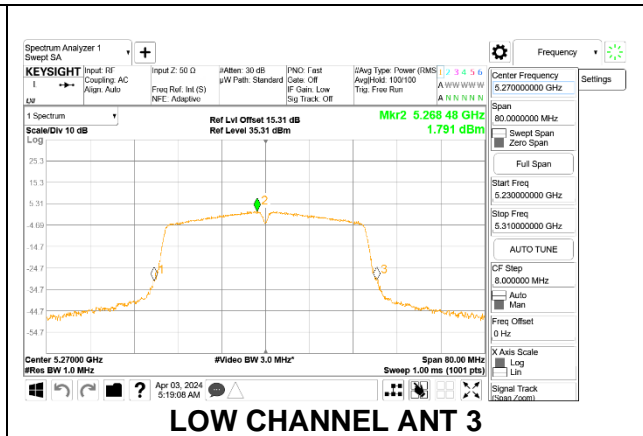 Spectrum Analyzer 1
Swept SA
+
Frequency
KEYSIGHT
Input: RF
Coupling: AC
Align: Auto
Input Z: 50 Ω
Freq Ref: Int (S)
NFE: Adaptive
#Atten: 30 dB
µW Path: Standard
PNO: Fast
Gate: Off
IF Gain: Low
Sig Track: Off
#Avg Type: Power (RMS
Avg|Hold: 100/100
Trig: Free Run
1 2 3 4 5 6
A W W W W W
A N N N N N
Center Frequency
5.270000000 GHz
Settings
Span
80.0000000 MHz
Swept Span
Zero Span
Full Span
Start Freq
5.230000000 GHz
Stop Freq
5.310000000 GHz
AUTO TUNE
CF Step
8.000000 MHz
Auto
Man
Freq Offset
0 Hz
X Axis Scale
Log
Lin
Signal Track
(Span Zoom)
1 Spectrum
Scale/Div 10 dB
Ref Lvl Offset 15.31 dB
Ref Level 35.31 dBm
Mkr2 5.268 48 GHz
1.791 dBm
Log
25.3
15.3
5.31
-4.69
-14.7
-24.7
-34.7
-44.7
-54.7
1
2
3
Center 5.27000 GHz
#Res BW 1.0 MHz
#Video BW 3.0 MHz*
Span 80.00 MHz
Sweep 1.00 ms (1001 pts)
?
Apr 03, 2024
5:19:08 AM
LOW CHANNEL ANT 3